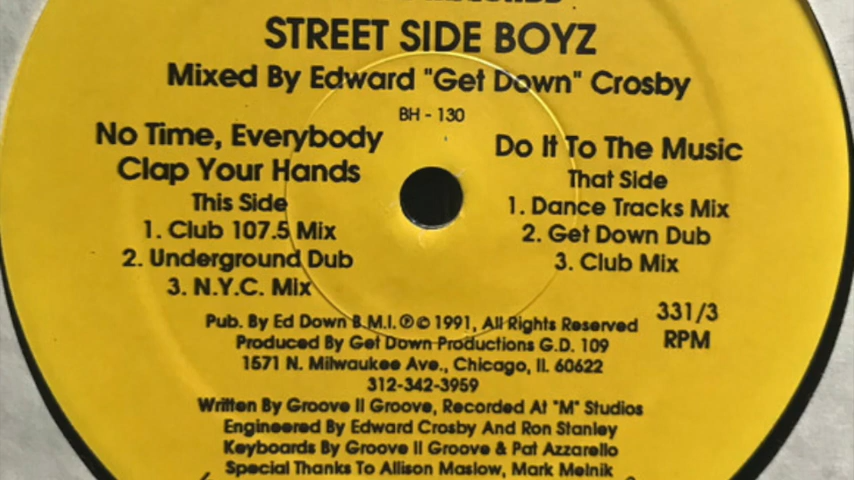 STREET SIDE BOYZ
Mixed By Edward "Get Down" Crosby
BH - 130
No Time, Everybody
Clap Your Hands
This Side
1. Club 107.5 Mix
2. Underground Dub
3. N.Y.C. Mix
Do It To The Music
That Side
1. Dance Tracks Mix
2. Get Down Dub
3. Club Mix
331/3
RPM
Pub. By Ed Down B.M.I. ℗© 1991, All Rights Reserved
Produced By Get Down Productions G.D. 109
1571 N. Milwaukee Ave., Chicago, Il. 60622
312-342-3959
Written By Groove II Groove, Recorded At "M" Studios
Engineered By Edward Crosby And Ron Stanley
Keyboards By Groove II Groove & Pat Azzarello
Special Thanks To Allison Maslow, Mark Melnik